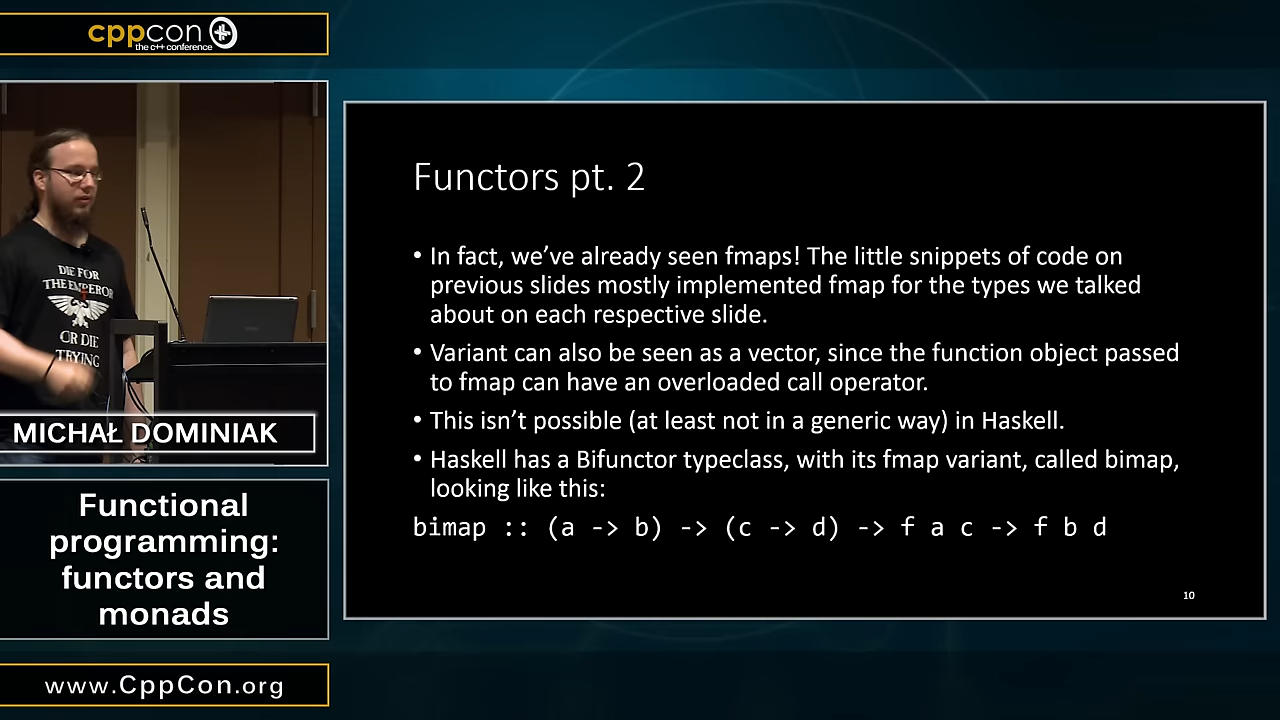 cppcon
the c++ conference
DIE FOR
THE EMPEROR
OR DIE
TRYING
MICHAŁ DOMINIAK
Functional
programming:
functors and
monads
www.CppCon.org
Functors pt. 2
• In fact, we’ve already seen fmaps! The little snippets of code on
previous slides mostly implemented fmap for the types we talked
about on each respective slide.
• Variant can also be seen as a vector, since the function object passed
to fmap can have an overloaded call operator.
• This isn’t possible (at least not in a generic way) in Haskell.
• Haskell has a Bifunctor typeclass, with its fmap variant, called bimap,
looking like this:
bimap :: (a -> b) -> (c -> d) -> f a c -> f b d
10